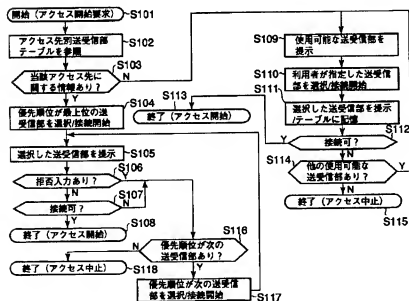 開始(アクセス開始要求)
S101
アクセス先別送受信部
テーブルを参照
S102
当該アクセス先に
関する情報あり?
S103
N
Y
優先順位が最上位の送
受信部を選択/接続開始
S104
選択した送受信部を提示
S105
拒否入力あり?
S106
Y
N
接続可?
S107
N
Y
終了(アクセス開始)
S108
使用可能な送受信部を
提示
S109
利用者が指定した送受信部
を選択/接続開始
S110
選択した送受信部を提示
/テーブルに記憶
S111
接続可?
S112
Y
N
終了(アクセス開始)
S113
他の使用可能な
送受信部あり?
S114
Y
N
終了(アクセス中止)
S115
優先順位が次の
送受信部あり?
S116
N
Y
優先順位が次の送受信
部を選択/接続開始
S117
終了(アクセス中止)
S118